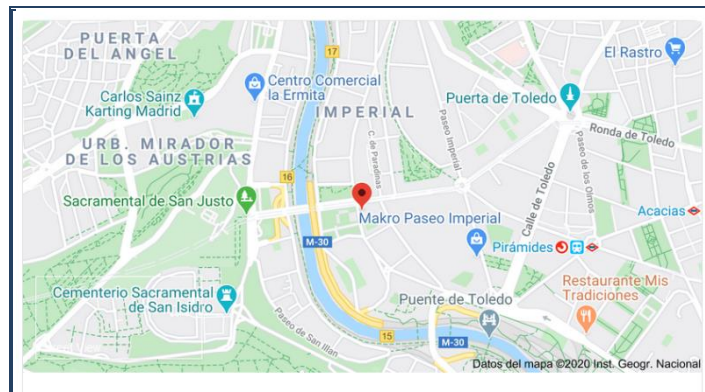 PUERTA
DEL ANGEL
17
El Rastro
Centro Comercial
la Ermita
Carlos Sainz
Karting Madrid
IMPERIAL
Puerta de Toledo
C. de Paradinas
Paseo Imperial
Ronda de Toledo
Paseo de los Olmos
URB. MIRADOR
DE LOS AUSTRIAS
16
Sacramental de San Justo
Calle de Toledo
Makro Paseo Imperial
Acacias
M-30
Pirámides
Cementerio Sacramental
de San Isidro
M-30
Puente de Toledo
Restaurante Mis
Tradiciones
Paseo de San Illan
15
Datos del mapa ©2020 Inst. Geogr. Nacional